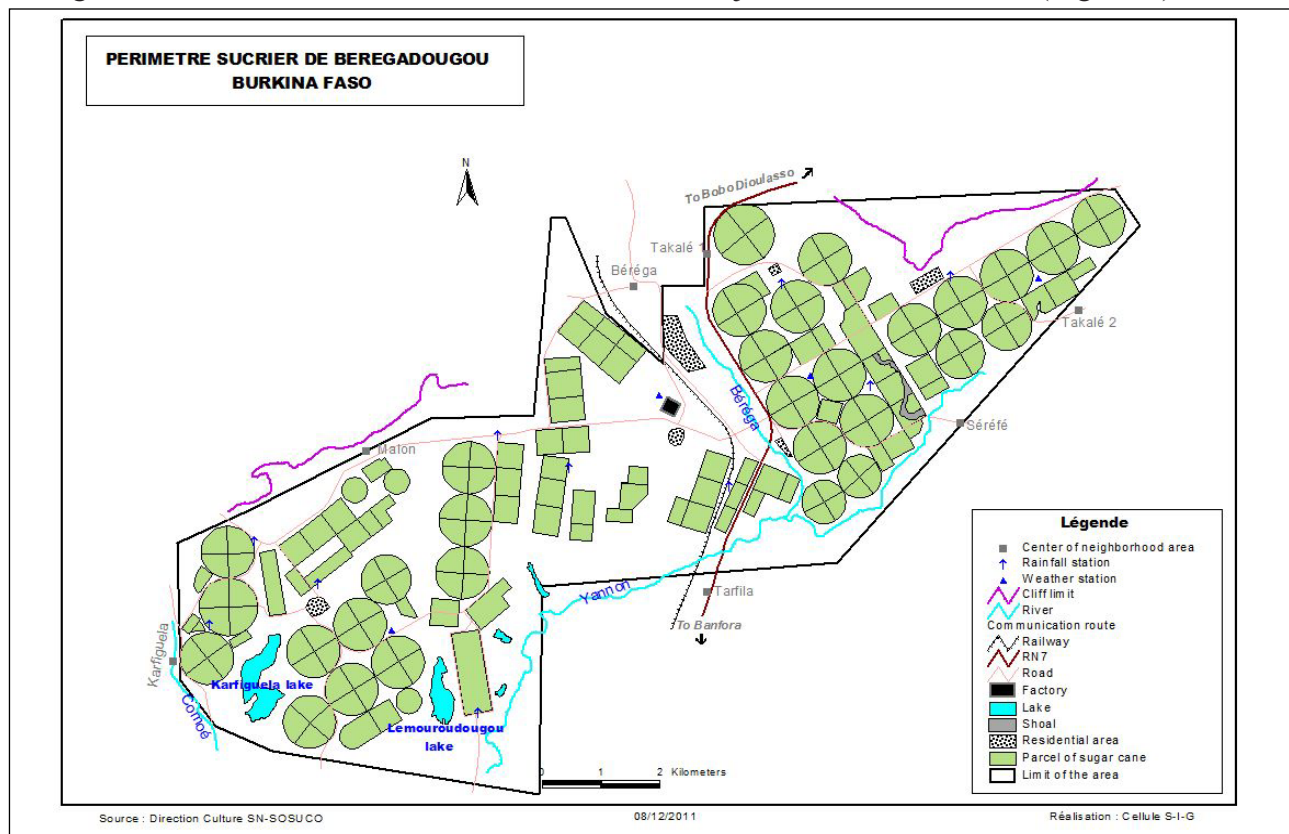 PERIMETRE SUCRIER DE BEREGADOUGOU
BURKINA FASO
N
To Bobo Dioulasso
Takalé 1
Béréga
Takalé 2
Béréga
Séréfé
Malon
Yannon
Tarfila
To Banfora
Karfiguela
Comoé
Karfiguela lake
Lemouroudougou
lake
0 1 2 Kilometers
Légende
Center of neighborhood area
Rainfall station
Weather station
Cliff limit
River
Communication route
Railway
RN7
Road
Factory
Lake
Shoal
Residential area
Parcel of sugar cane
Limit of the area
Source : Direction Culture SN-SOSUCO
08/12/2011
Réalisation : Cellule S-I-G